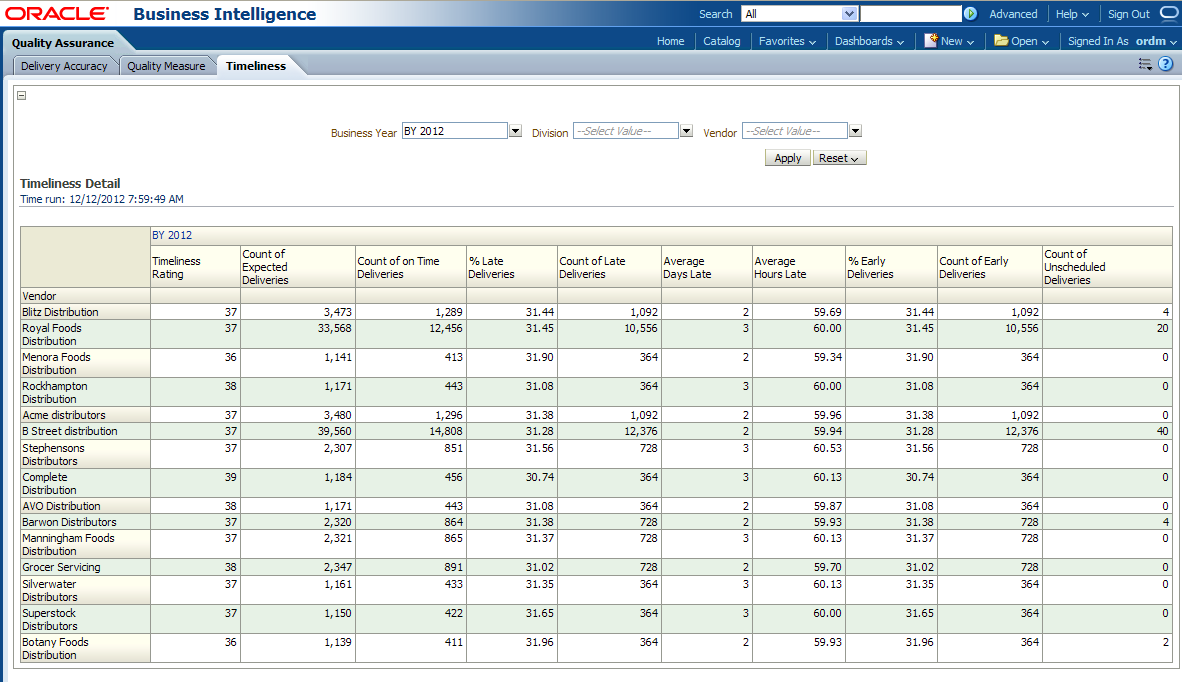 ORACLE® Business Intelligence
Search All Advanced Help Sign Out
Quality Assurance
Home Catalog Favorites Dashboards New Open Signed In As ordm
Delivery Accuracy Quality Measure Timeliness
Business Year BY 2012 Division --Select Value-- Vendor --Select Value--
Apply Reset
Timeliness Detail
Time run: 12/12/2012 7:59:49 AM
BY 2012
Timeliness Rating Count of Expected Deliveries Count of on Time Deliveries % Late Deliveries Count of Late Deliveries Average Days Late Average Hours Late % Early Deliveries Count of Early Deliveries Count of Unscheduled Deliveries
Vendor
Blitz Distribution 37 3,473 1,289 31.44 1,092 2 59.69 31.44 1,092 4
Royal Foods Distribution 37 33,568 12,456 31.45 10,556 3 60.00 31.45 10,556 20
Menora Foods Distribution 36 1,141 413 31.90 364 2 59.34 31.90 364 0
Rockhampton Distribution 38 1,171 443 31.08 364 3 60.00 31.08 364 0
Acme distributors 37 3,480 1,296 31.38 1,092 2 59.96 31.38 1,092 0
B Street distribution 37 39,560 14,808 31.28 12,376 2 59.94 31.28 12,376 40
Stephensons Distributors 37 2,307 851 31.56 728 3 60.53 31.56 728 0
Complete Distribution 39 1,184 456 30.74 364 3 60.13 30.74 364 0
AVO Distribution 38 1,171 443 31.08 364 2 59.87 31.08 364 0
Barwon Distributors 37 2,320 864 31.38 728 2 59.93 31.38 728 4
Manningham Foods Distribution 37 2,321 865 31.37 728 3 60.13 31.37 728 0
Grocer Servicing 38 2,347 891 31.02 728 2 59.70 31.02 728 0
Silverwater Distributors 37 1,161 433 31.35 364 3 60.13 31.35 364 0
Superstock Distributors 37 1,150 422 31.65 364 3 60.00 31.65 364 0
Botany Foods Distribution 36 1,139 411 31.96 364 2 59.93 31.96 364 2